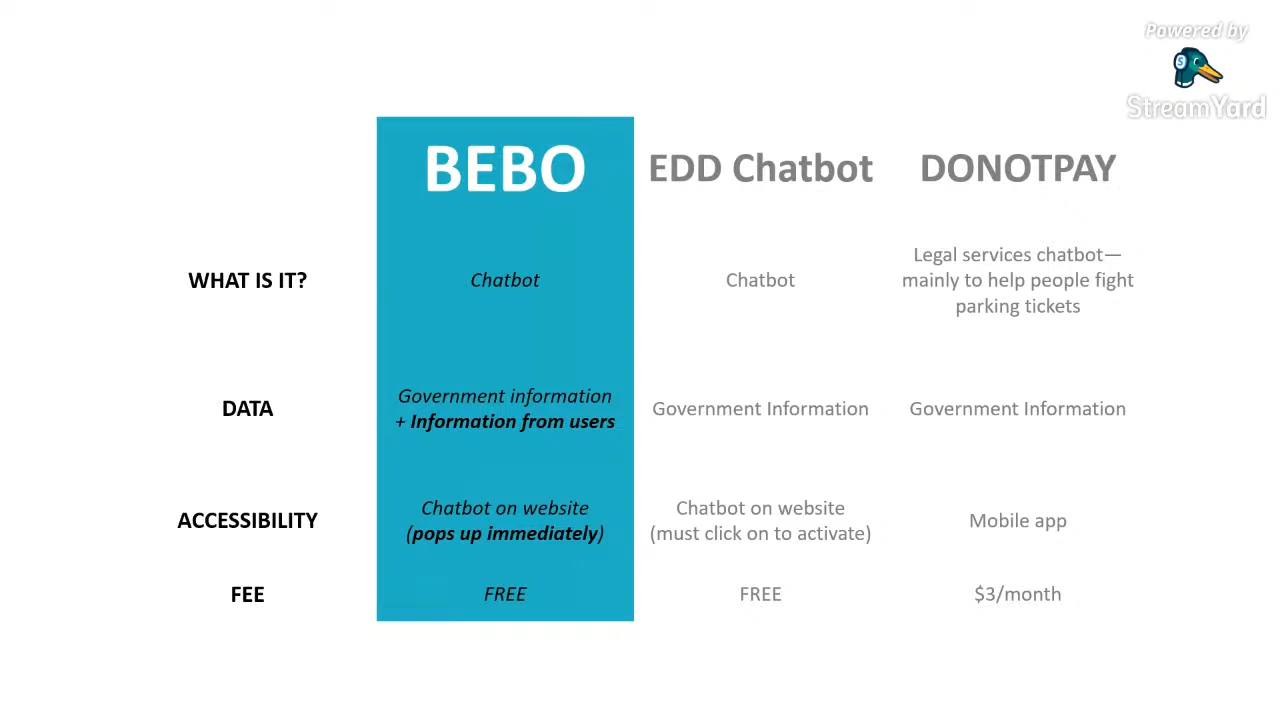 Powered by
S
StreamYard
BEBO
EDD Chatbot
DONOTPAY
WHAT IS IT?
Chatbot
Chatbot
Legal services chatbot—
mainly to help people fight
parking tickets
DATA
Government information
+ Information from users
Government Information
Government Information
ACCESSIBILITY
Chatbot on website
(pops up immediately)
Chatbot on website
(must click on to activate)
Mobile app
FEE
FREE
FREE
$3/month